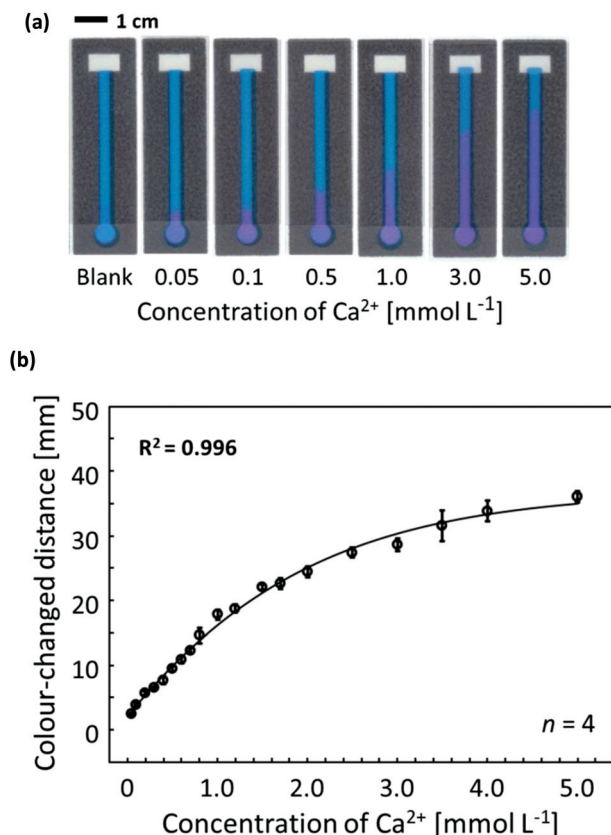 (a)
1 cm
Blank 0.05 0.1 0.5 1.0 3.0 5.0
Concentration of Ca²⁺ [mmol L⁻¹]
(b)
Colour-changed distance [mm]
50
40
30
20
10
0
R² = 0.996
n = 4
0 1.0 2.0 3.0 4.0 5.0
Concentration of Ca²⁺ [mmol L⁻¹]